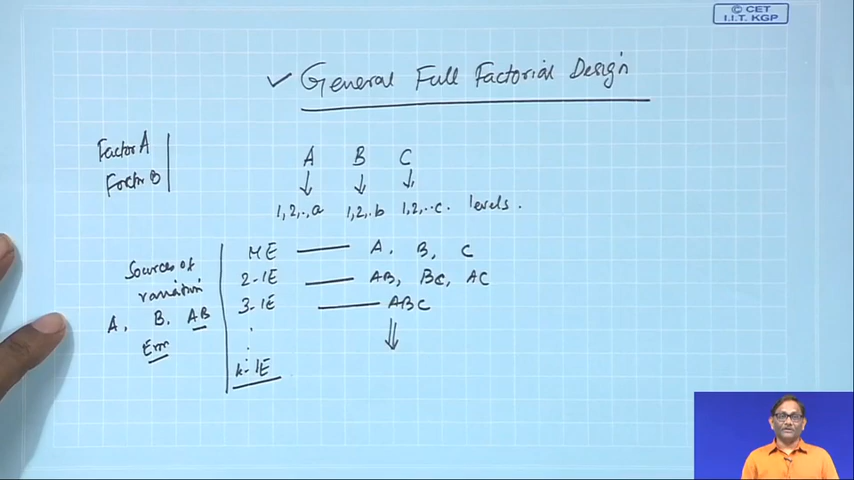 © CET
I.I.T. KGP
✓ General Full Factorial Design
Factor A
Factor B
A B C
1,2,..,a 1,2,..b 1,2,..c. levels.
Sources of
variation
A, B, AB
Error
ME — A, B, C
2-IE — AB, BC, AC
3-IE — ABC
k-IE